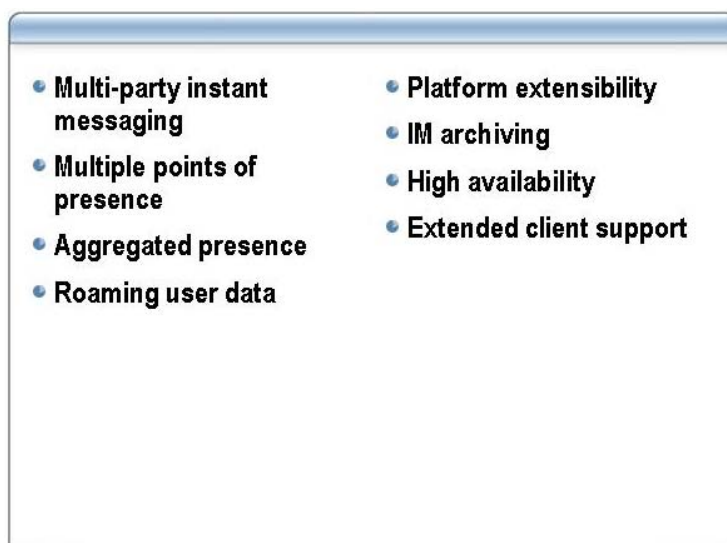 Multi-party instant
messaging
Multiple points of
presence
Aggregated presence
Roaming user data
Platform extensibility
IM archiving
High availability
Extended client support